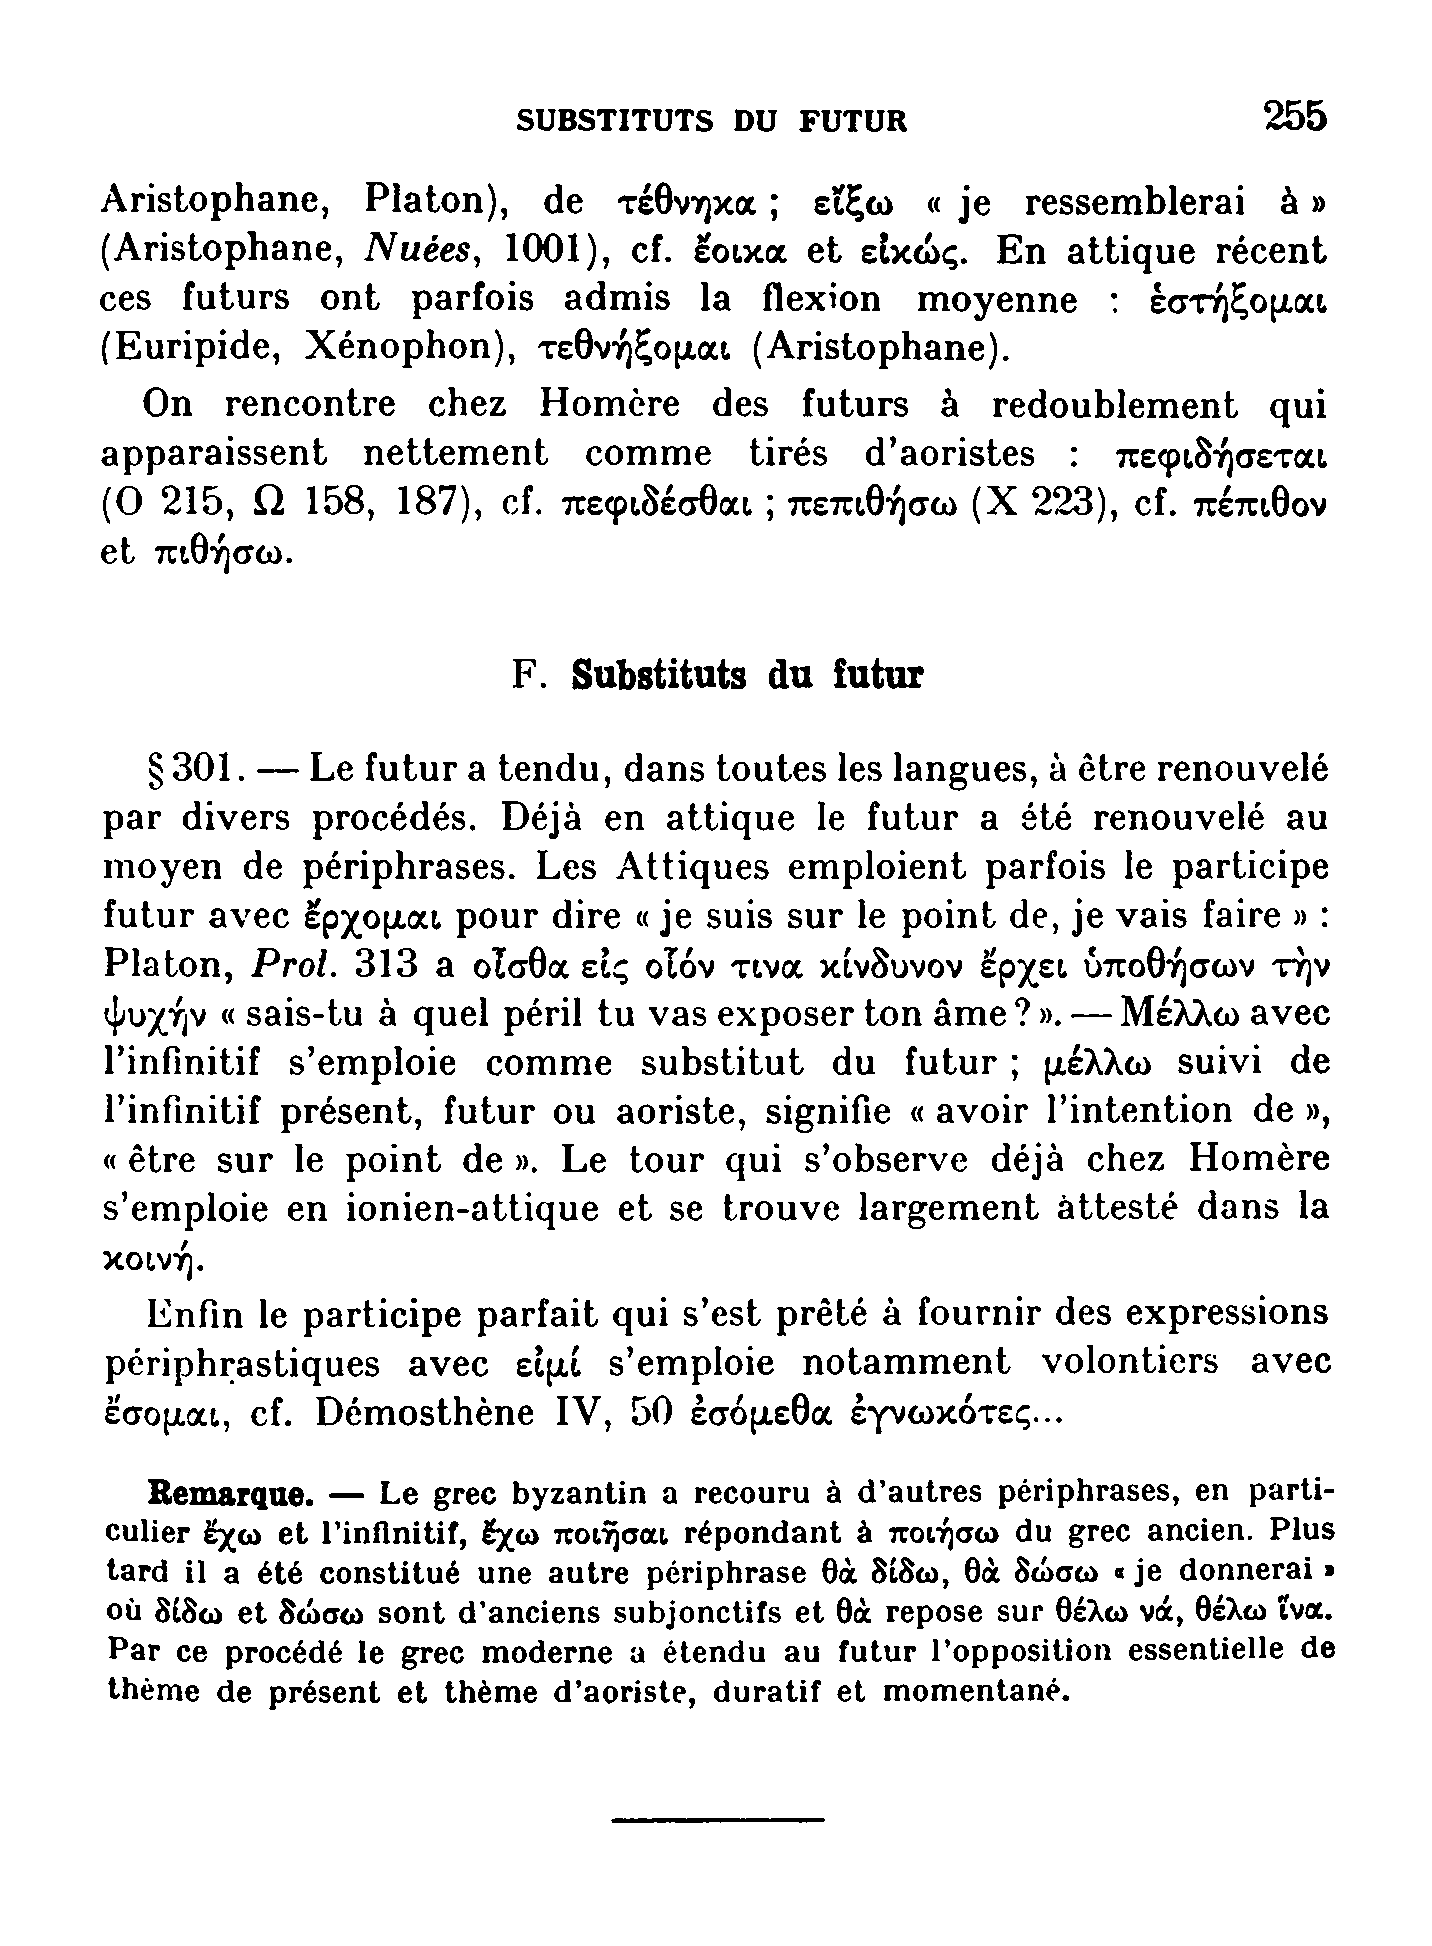 SUBSTITUTS DU FUTUR 255
Aristophane, Platon), de τέθνηκα ; εἴξω « je ressemblerai à »
(Aristophane, Nuées, 1001), cf. ἔοικα et εἰκώς. En attique récent
ces futurs ont parfois admis la flexion moyenne : ἑστήξομαι
(Euripide, Xénophon), τεθνήξομαι (Aristophane).
On rencontre chez Homère des futurs à redoublement qui
apparaissent nettement comme tirés d'aoristes : πεφιδήσεται
(O 215, Ω 158, 187), cf. πεφιδέσθαι ; πεπιθήσω (X 223), cf. πέπιθον
et πιθήσω.
F. Substituts du futur
§ 301. — Le futur a tendu, dans toutes les langues, à être renouvelé
par divers procédés. Déjà en attique le futur a été renouvelé au
moyen de périphrases. Les Attiques emploient parfois le participe
futur avec ἔρχομαι pour dire « je suis sur le point de, je vais faire » :
Platon, Prol. 313 a οἶσθα εἰς οἷόν τινα κίνδυνον ἔρχει ὑποθήσων τὴν
ψυχήν « sais-tu à quel péril tu vas exposer ton âme ? ». — Μέλλω avec
l'infinitif s'emploie comme substitut du futur ; μέλλω suivi de
l'infinitif présent, futur ou aoriste, signifie « avoir l'intention de »,
« être sur le point de ». Le tour qui s'observe déjà chez Homère
s'emploie en ionien-attique et se trouve largement attesté dans la
κοινή.
Enfin le participe parfait qui s'est prêté à fournir des expressions
périphrastiques avec εἰμί s'emploie notamment volontiers avec
ἔσομαι, cf. Démosthène IV, 50 ἐσόμεθα ἐγνωκότες...
Remarque. — Le grec byzantin a recouru à d'autres périphrases, en parti-
culier ἔχω et l'infinitif, ἔχω ποιῆσαι répondant à ποιήσω du grec ancien. Plus
tard il a été constitué une autre périphrase θὰ δίδω, θὰ δώσω « je donnerai »
où δίδω et δώσω sont d'anciens subjonctifs et θὰ repose sur θέλω νά, θέλω ἵνα.
Par ce procédé le grec moderne a étendu au futur l'opposition essentielle de
thème de présent et thème d'aoriste, duratif et momentané.